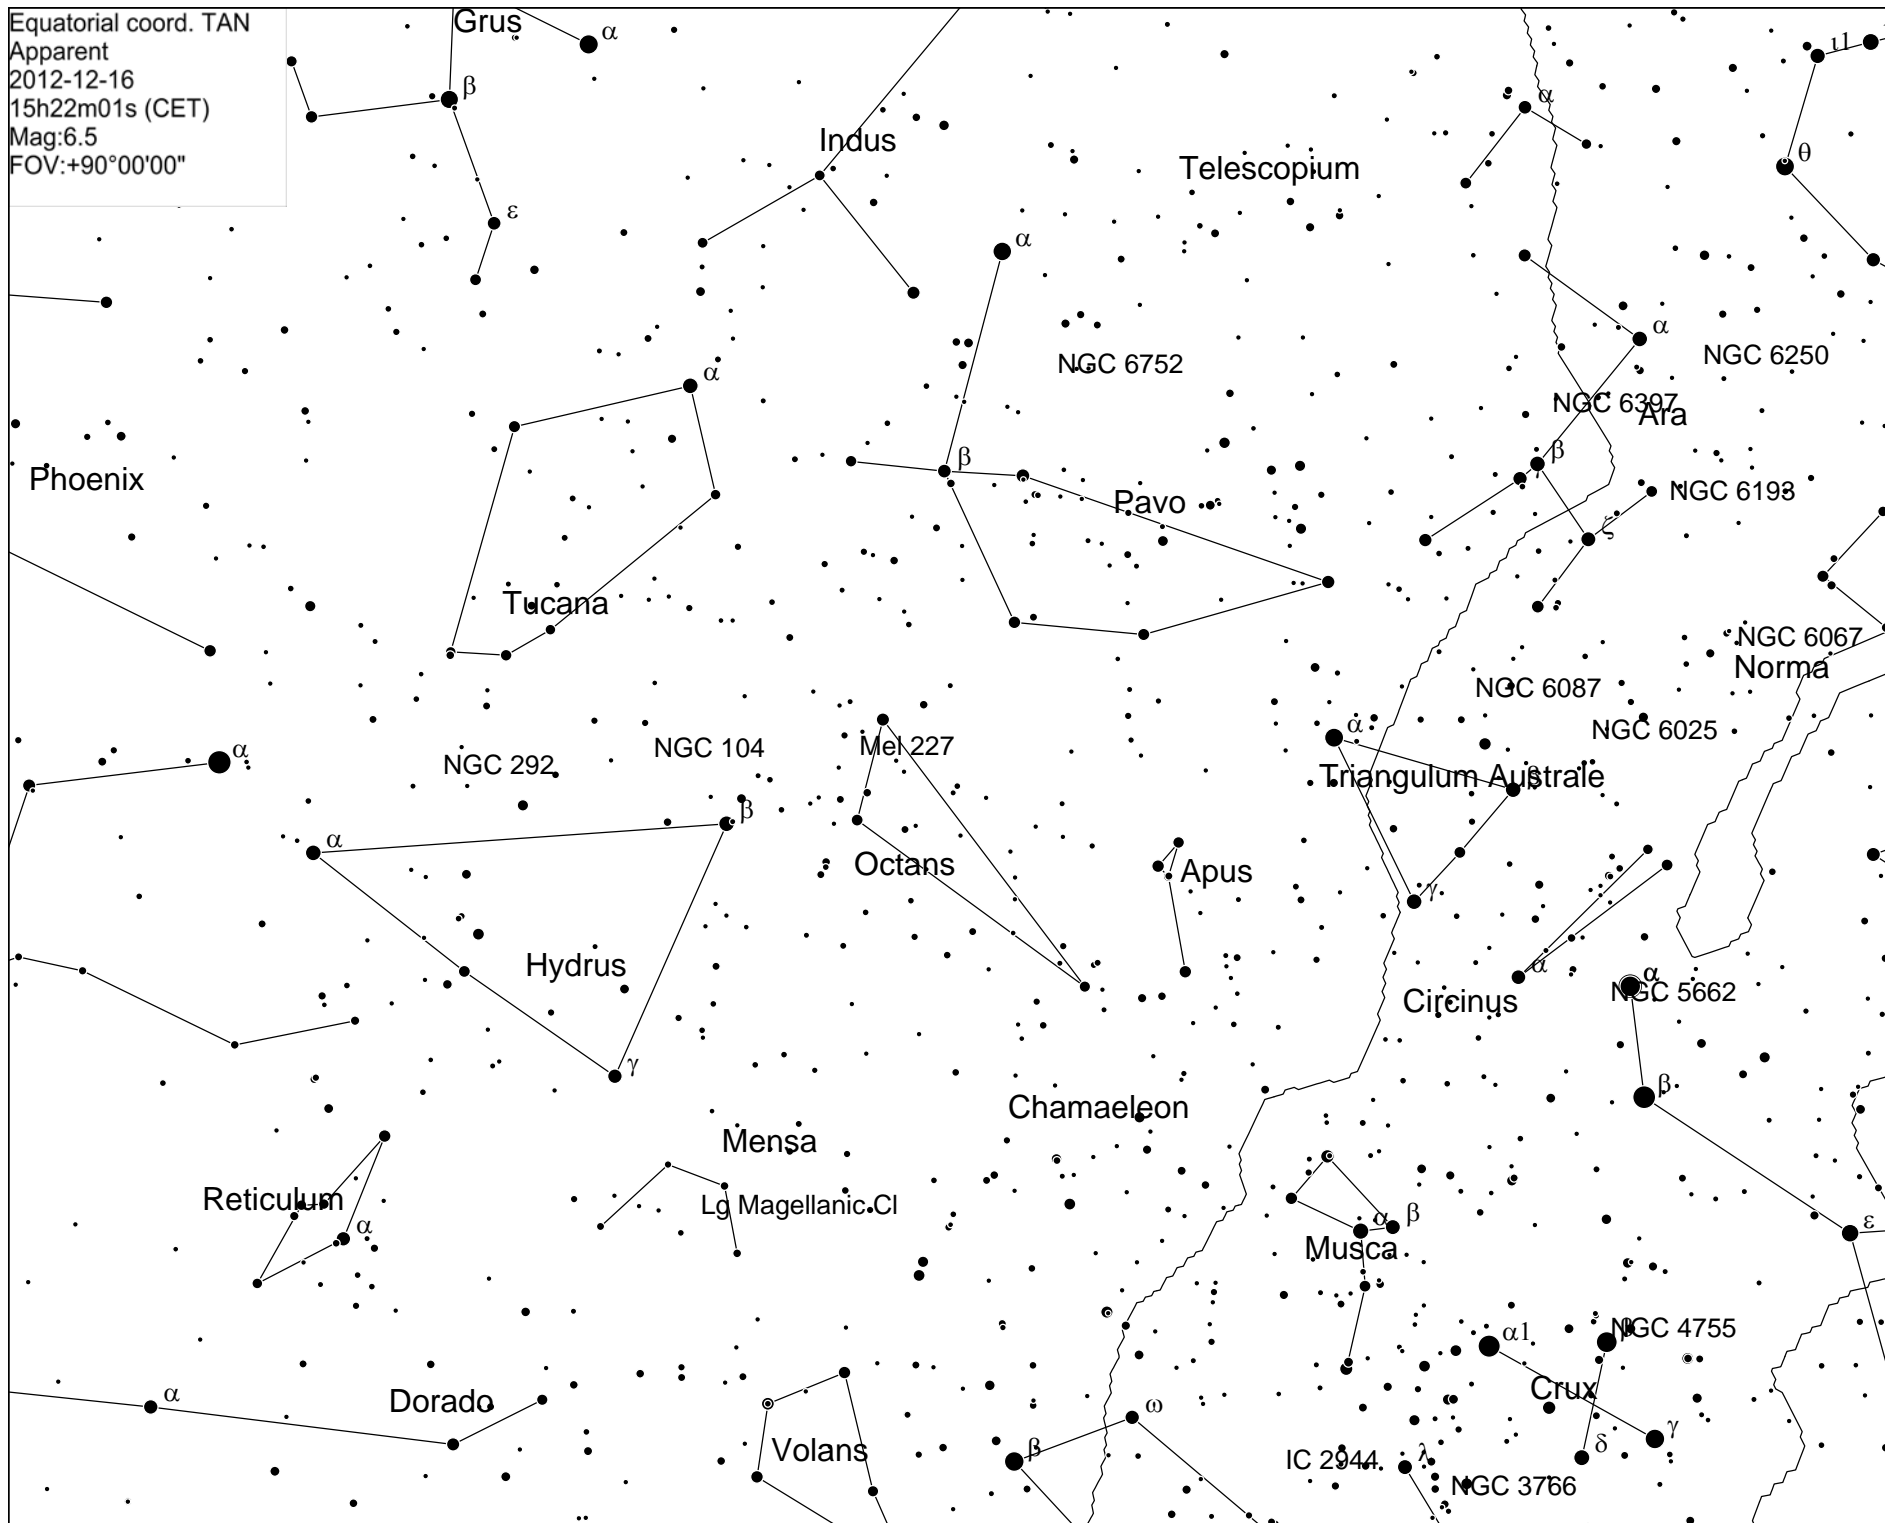 Equatorial coord. TAN
Apparent
2012-12-16
15h22m01s (CET)
Mag:6.5
FOV:+90°00'00"
Grus
α
ι1
β
α
Indus
θ
Telescopium
ε
α
α
NGC 6752
NGC 6250
α
NGC 6397
Ara
β
β
Phoenix
γ
NGC 6193
Pavo
ζ
Tucana
NGC 6067
Norma
NGC 6087
α
NGC 6025
α
NGC 104
Mel 227
NGC 292
Triangulum Australe
β
β
α
Octans
Apus
γ
Hydrus
α
α
NGC 5662
Circinus
γ
β
Chamaeleon
Mensa
Reticulum
Lg Magellanic Cl
α
β
ε
α
Musca
α1
β
NGC 4755
Crux
α
Dorado
ω
γ
β
δ
Volans
λ
IC 2944
NGC 3766